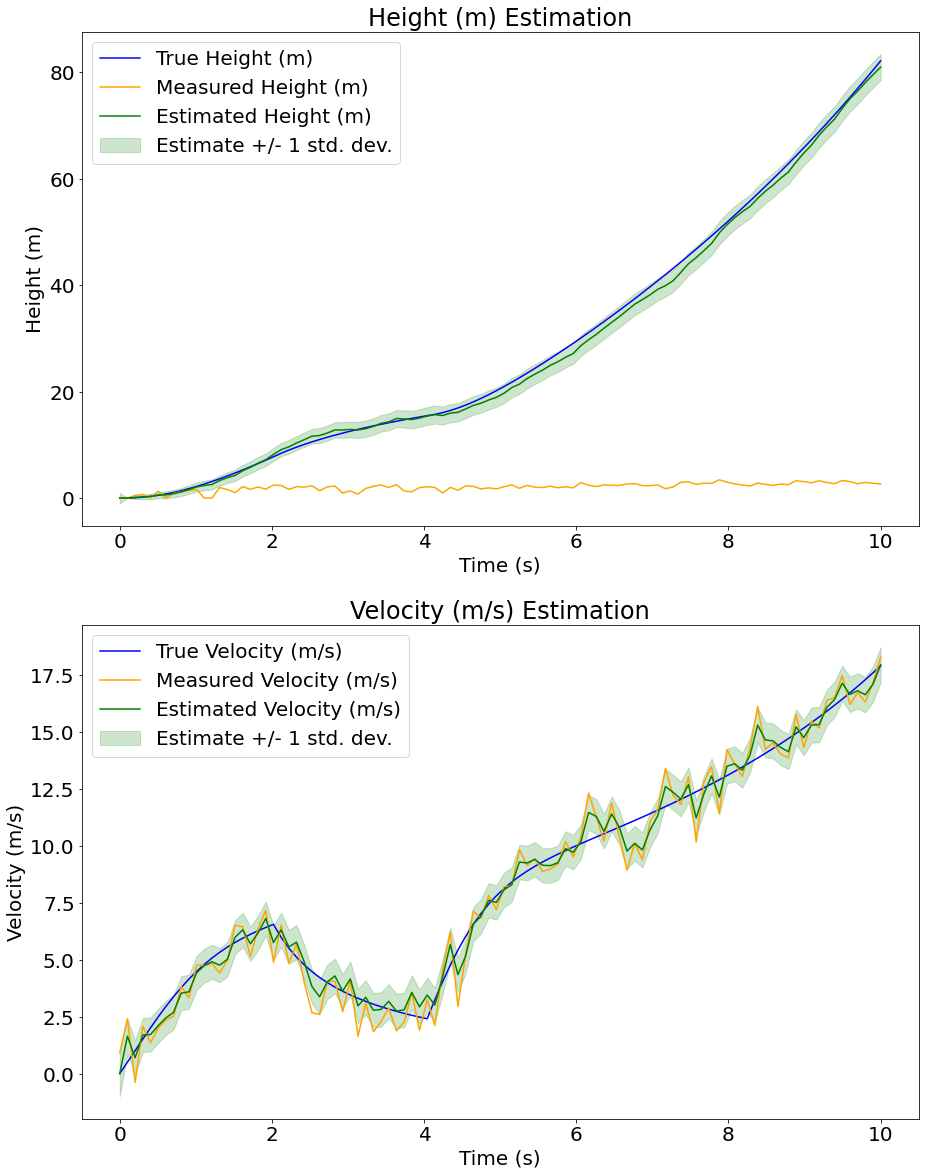 Height (m) Estimation
True Height (m)
Measured Height (m)
Estimated Height (m)
Estimate +/- 1 std. dev.
80
60
40
20
0
Height (m)
0 2 4 6 8 10
Time (s)
Velocity (m/s) Estimation
True Velocity (m/s)
Measured Velocity (m/s)
Estimated Velocity (m/s)
Estimate +/- 1 std. dev.
17.5
15.0
12.5
10.0
7.5
5.0
2.5
0.0
Velocity (m/s)
0 2 4 6 8 10
Time (s)